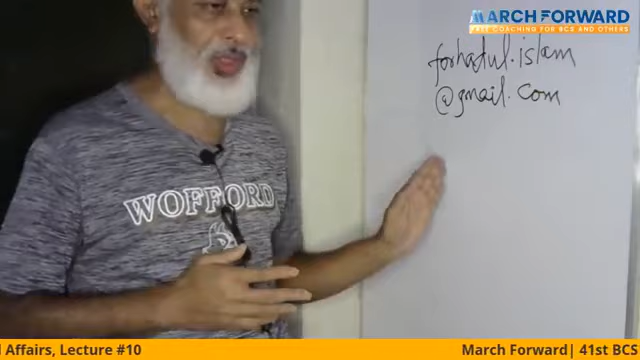 MARCH FORWARD
FREE COACHING FOR BCS AND OTHERS
forhadul.islam
@gmail.com
WOFFORD
Affairs, Lecture #10
March Forward| 41st BCS